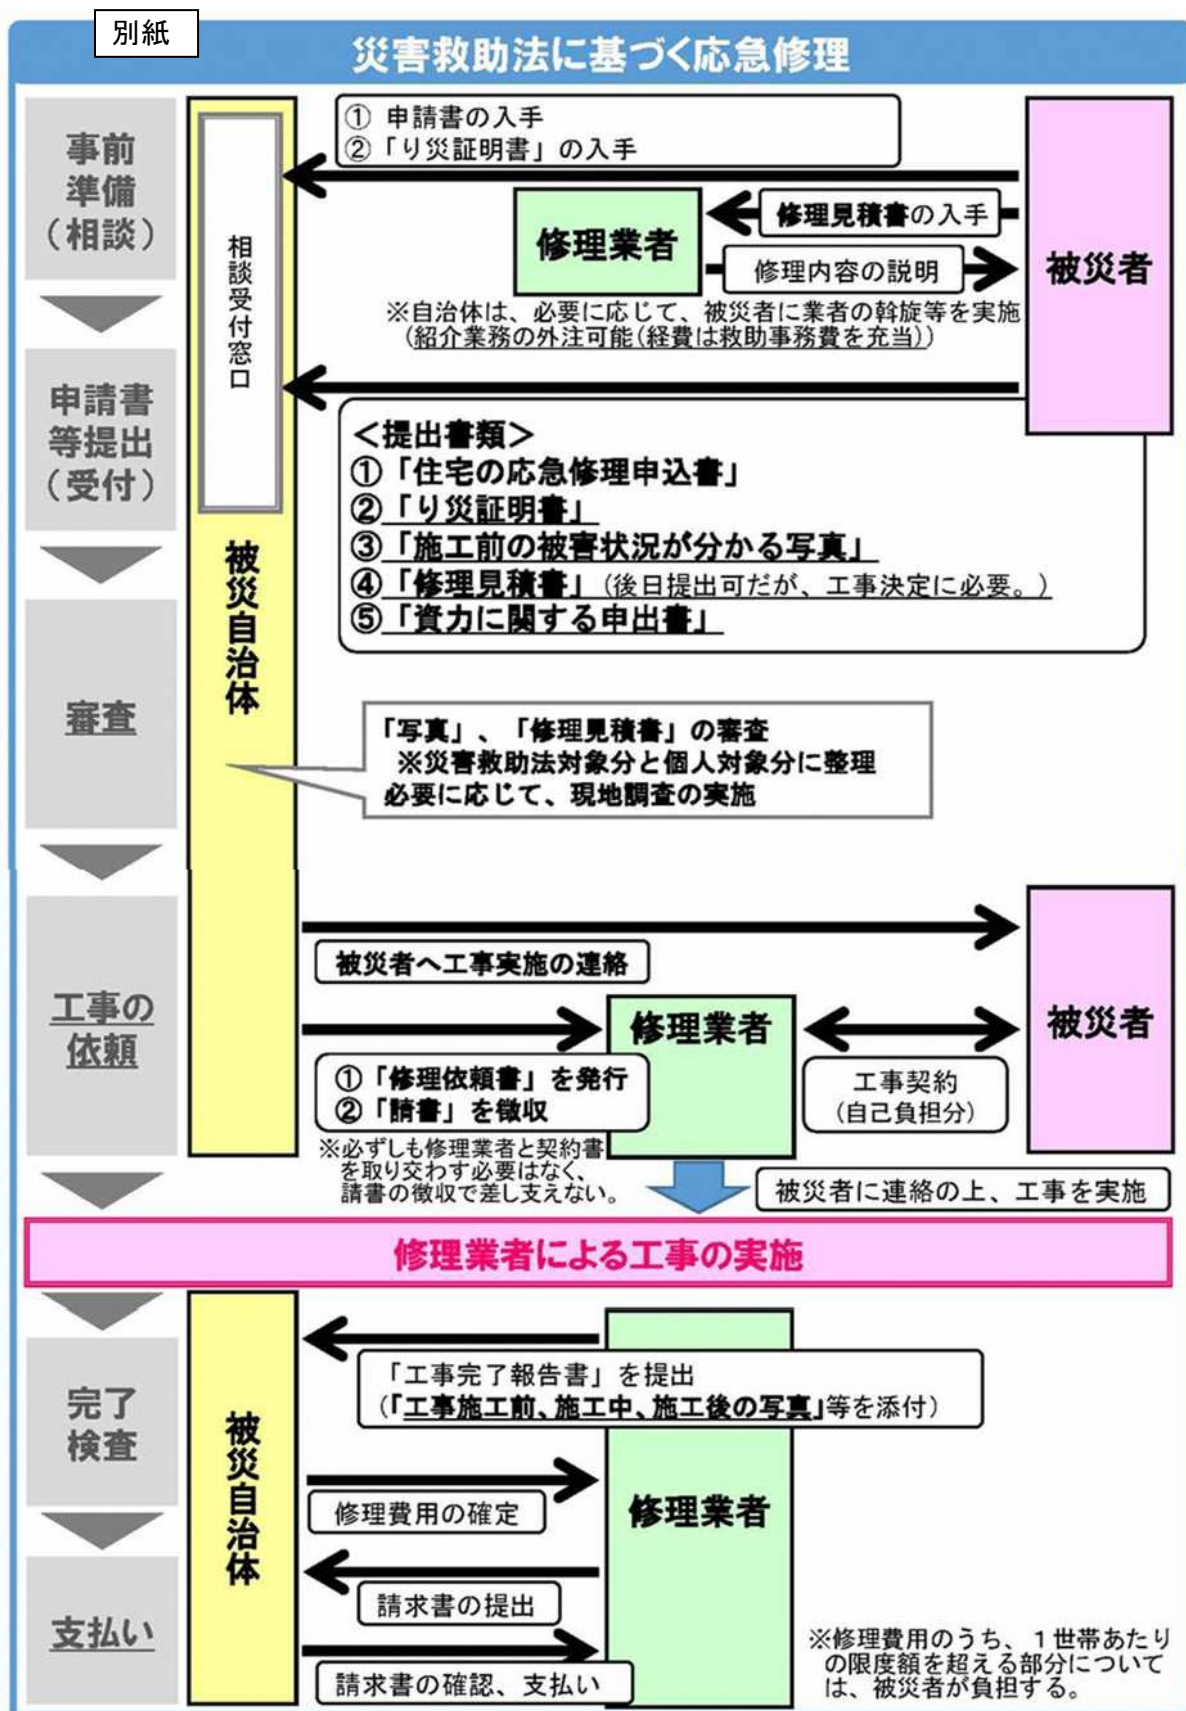 別紙
災害救助法に基づく応急修理
事前
準備
（相談）
相談受付窓口
① 申請書の入手
②「り災証明書」の入手
修理業者
修理見積書の入手
修理内容の説明
被災者
※自治体は、必要に応じて、被災者に業者の斡旋等を実施
（紹介業務の外注可能（経費は救助事務費を充当））
申請書
等提出
（受付）
＜提出書類＞
①「住宅の応急修理申込書」
②「り災証明書」
③「施工前の被害状況が分かる写真」
④「修理見積書」（後日提出可だが、工事決定に必要。）
⑤「資力に関する申出書」
被災自治体
審査
「写真」、「修理見積書」の審査
※災害救助法対象分と個人対象分に整理
必要に応じて、現地調査の実施
工事の
依頼
被災者へ工事実施の連絡
修理業者
被災者
①「修理依頼書」を発行
②「請書」を徴収
工事契約
（自己負担分）
※必ずしも修理業者と契約書
を取り交わす必要はなく、
請書の徴収で差し支えない。
被災者に連絡の上、工事を実施
修理業者による工事の実施
完了
検査
被災自治体
「工事完了報告書」を提出
（「工事施工前、施工中、施工後の写真」等を添付）
修理費用の確定
修理業者
支払い
請求書の提出
請求書の確認、支払い
※修理費用のうち、１世帯あたり
の限度額を超える部分について
は、被災者が負担する。